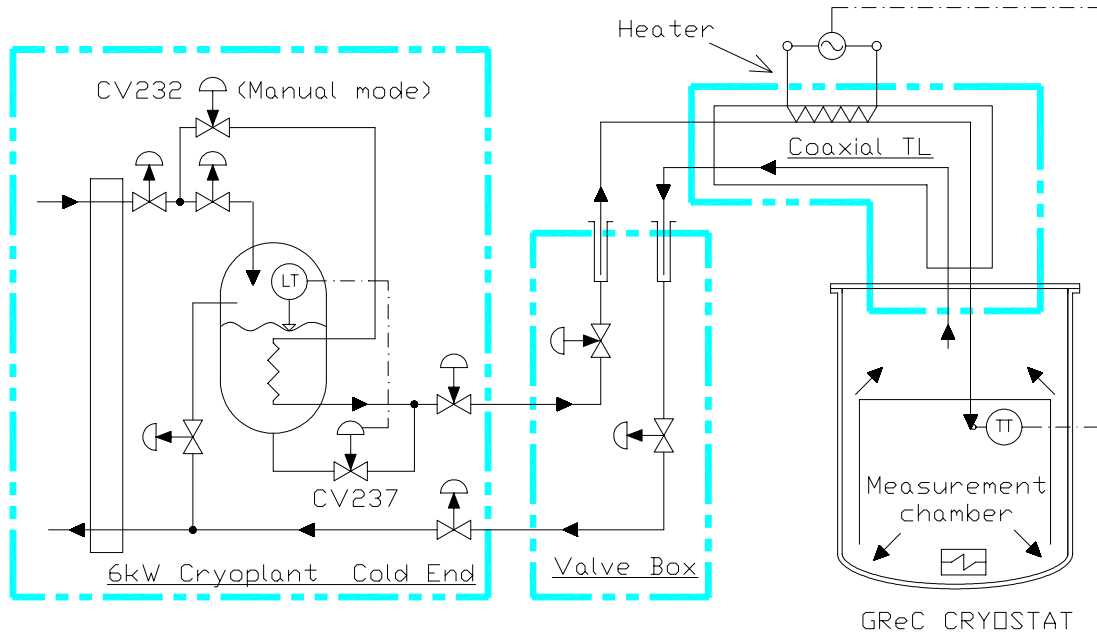 Heater
CV232 (Manual mode)
Coaxial TL
LT
TT
CV237
Measurement
chamber
6kW Cryoplant Cold End
Valve Box
GReC CRYOSTAT